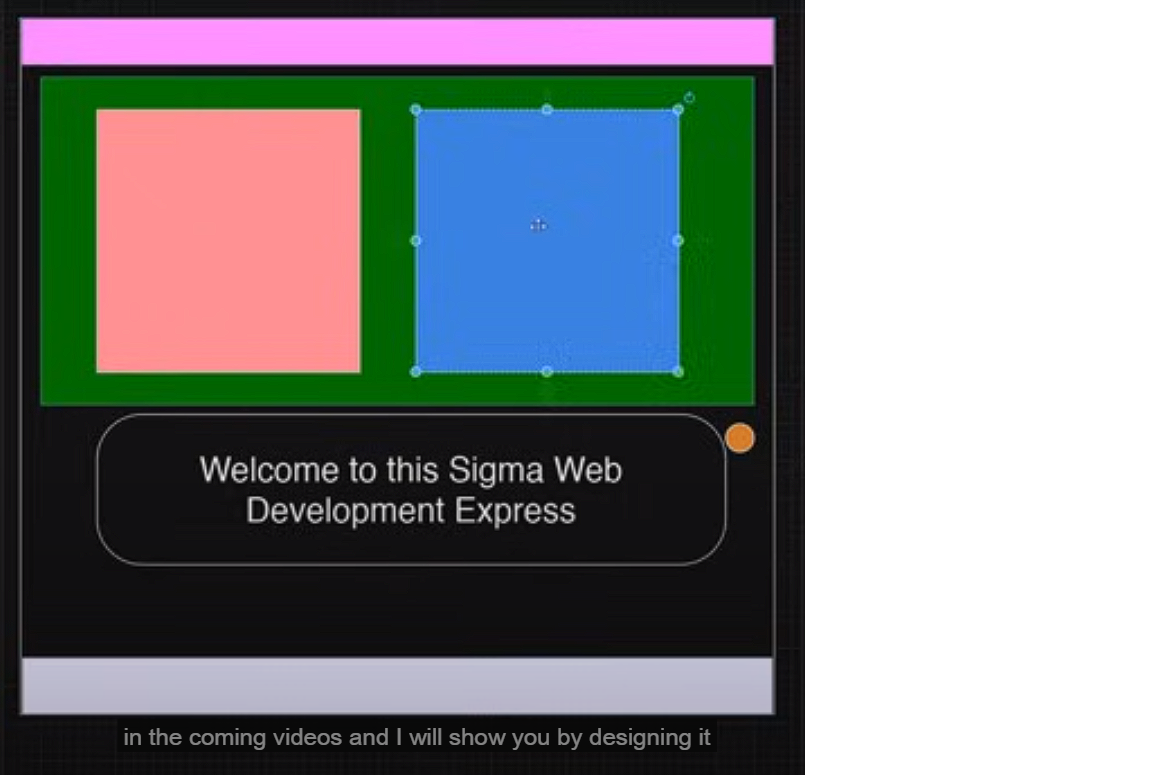 Welcome to this Sigma Web
Development Express
in the coming videos and I will show you by designing it